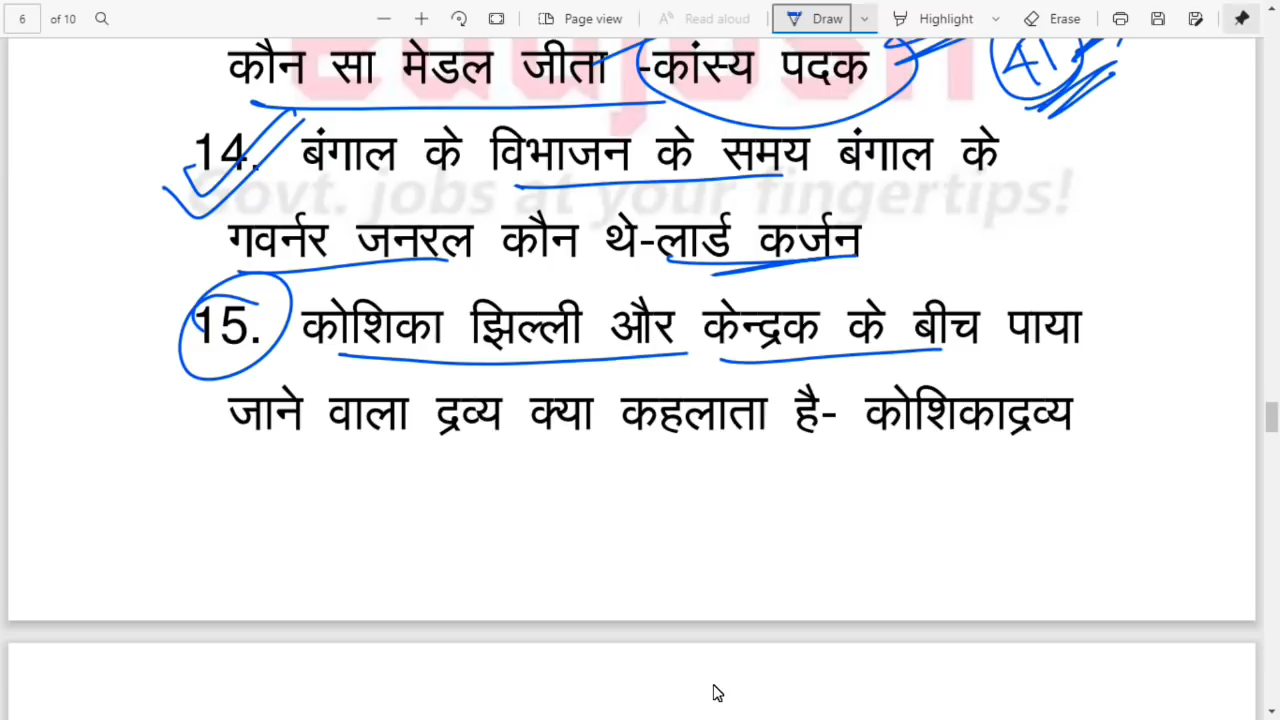 6 of 10 Page view Read aloud Draw Highlight Erase
कौन सा मेडल जीता -कांस्य पदक 41
14. बंगाल के विभाजन के समय बंगाल के
Govt. jobs at your fingertips!
गवर्नर जनरल कौन थे-लार्ड कर्जन
15. कोशिका झिल्ली और केन्द्रक के बीच पाया
जाने वाला द्रव्य क्या कहलाता है- कोशिकाद्रव्य